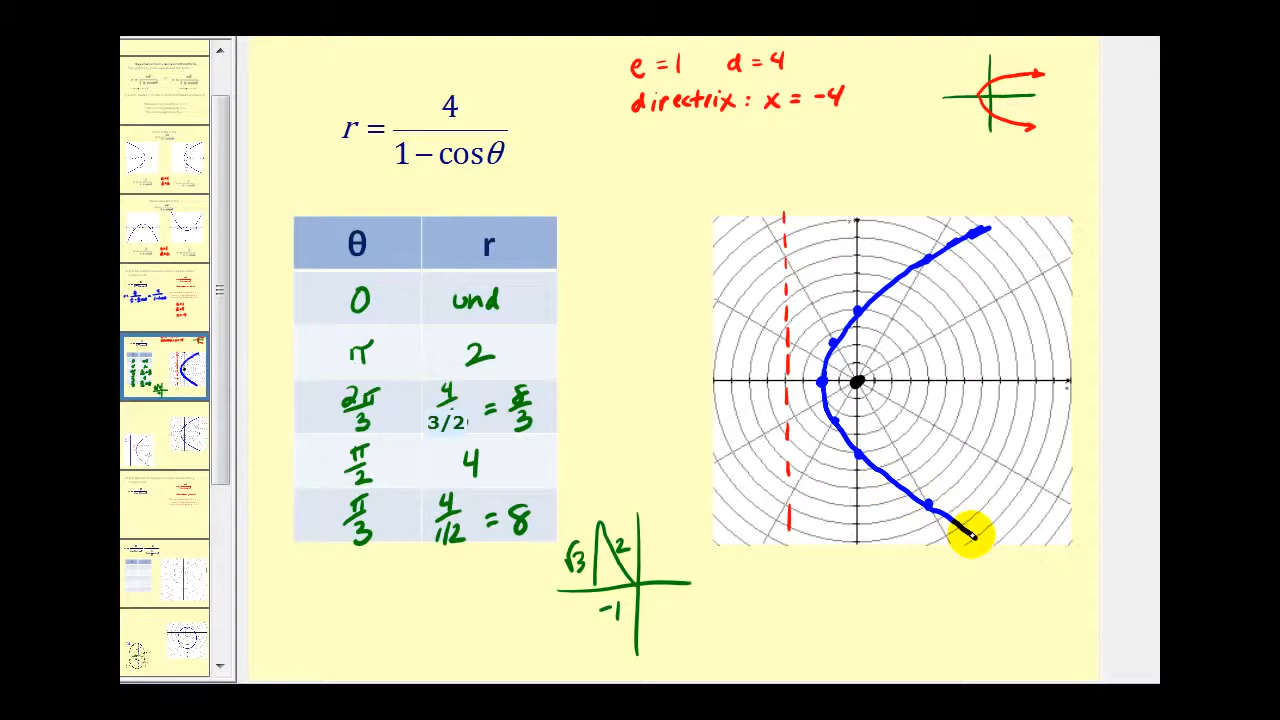 e = 1 d = 4
directrix : x = -4
r = 4/(1 − cosθ)
θ r
0 und
π 2
2π/3 4/(3/2) = 8/3
π/2 4
π/3 4/(1/2) = 8
√3 2
-1